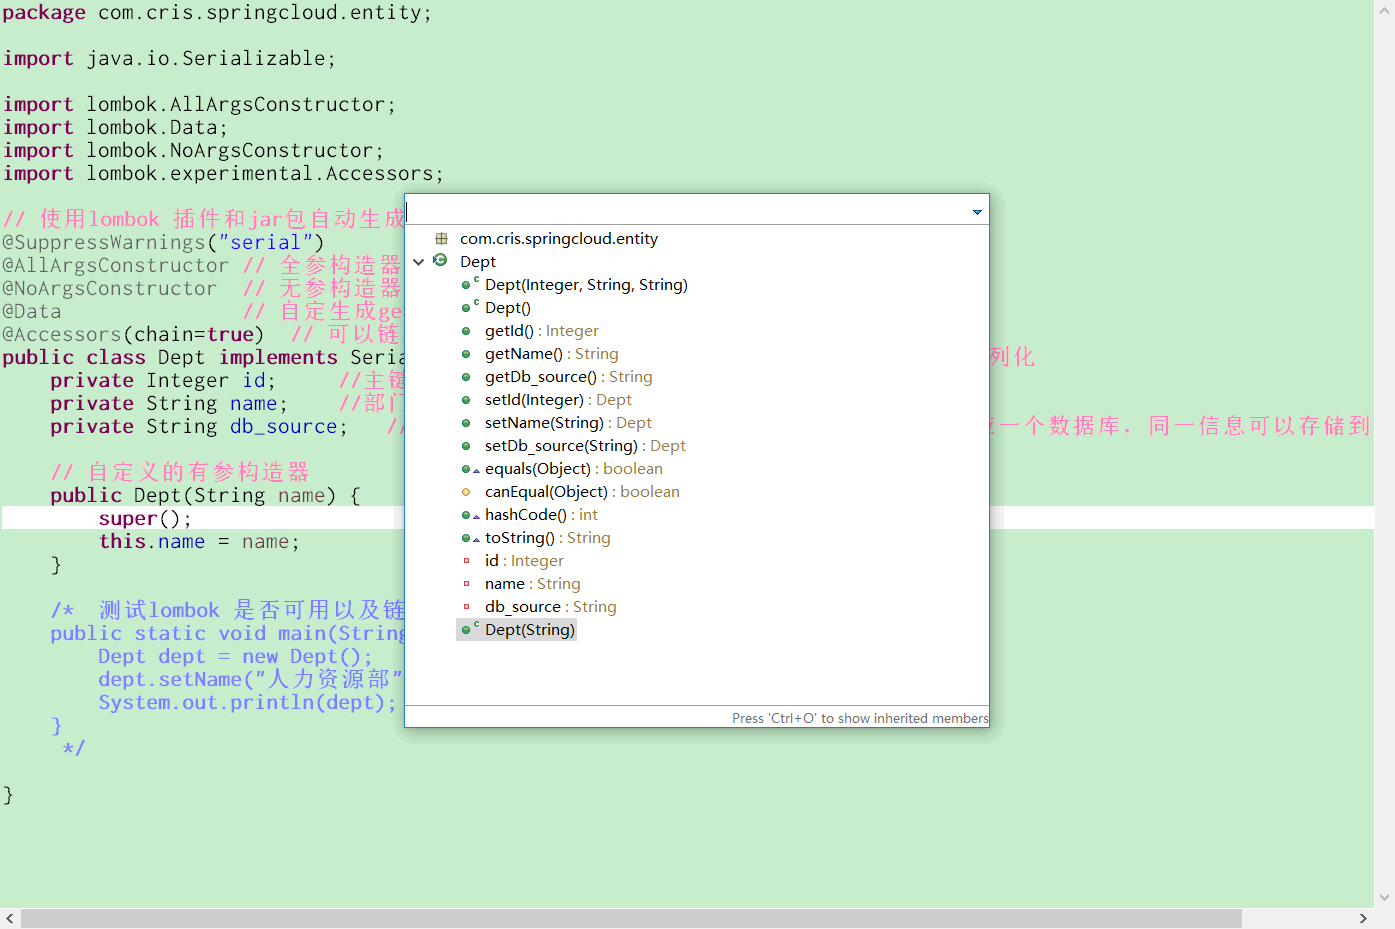 package com.cris.springcloud.entity;
import java.io.Serializable;
import lombok.AllArgsConstructor;
import lombok.Data;
import lombok.NoArgsConstructor;
import lombok.experimental.Accessors;
// 使用lombok 插件和jar包自动生成
@SuppressWarnings("serial")
@AllArgsConstructor // 全参构造器
@NoArgsConstructor // 无参构造器
@Data // 自定生成ge
@Accessors(chain=true) // 可以链
public class Dept implements Seria 列化
private Integer id; //主键
private String name; //部门
private String db_source; // 一个数据库. 同一信息可以存储到
// 自定义的有参构造器
public Dept(String name) {
super();
this.name = name;
}
/* 测试lombok 是否可用以及链
public static void main(String
Dept dept = new Dept();
dept.setName("人力资源部"
System.out.println(dept);
}
*/
}
com.cris.springcloud.entity
Dept
Dept(Integer, String, String)
Dept()
getId() : Integer
getName() : String
getDb_source() : String
setId(Integer) : Dept
setName(String) : Dept
setDb_source(String) : Dept
equals(Object) : boolean
canEqual(Object) : boolean
hashCode() : int
toString() : String
id : Integer
name : String
db_source : String
Dept(String)
Press 'Ctrl+O' to show inherited members